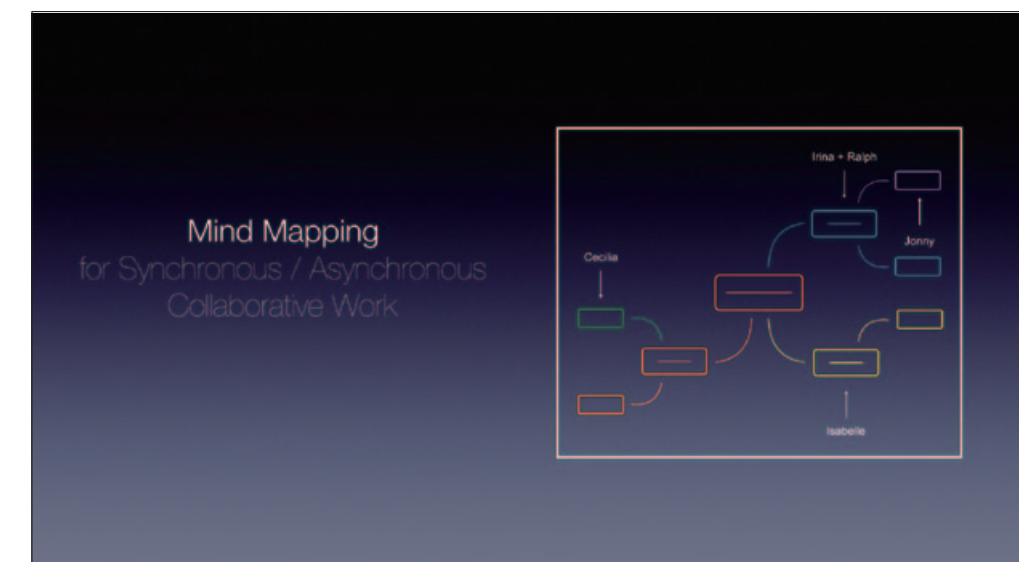 Mind Mapping
for Synchronous / Asynchronous
Collaborative Work
Irina + Ralph
Jonny
Cecilia
Isabelle